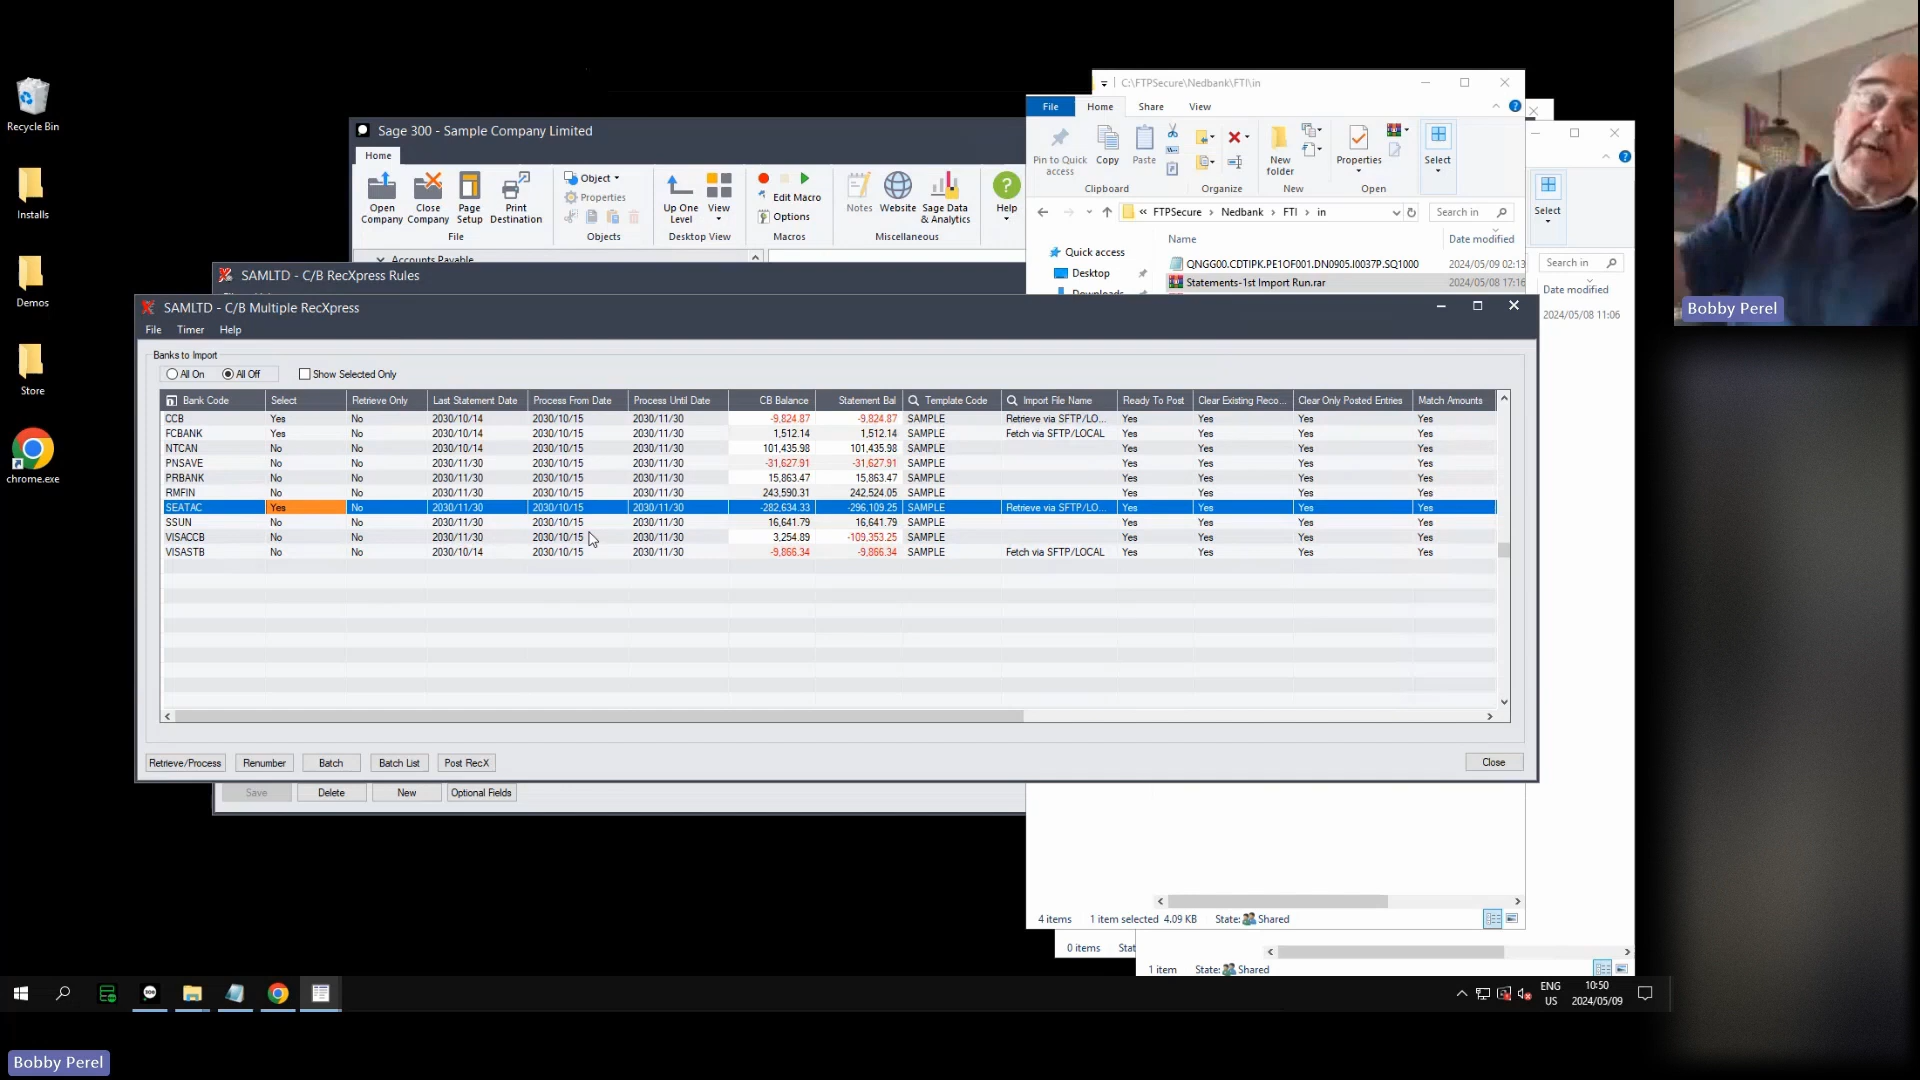 Recycle Bin
Installs
Demos
Store
chrome.exe
C:\FTPSecure\Nedbank\FTI\in
File Home Share View
Pin to Quick access
Copy
Paste
Clipboard
Organize
New folder
New
Properties
Open
Select
« FTPSecure › Nedbank › FTI › in
Search in
Quick access
Desktop
Name Date modified
QNGG00.CDTIPK.PE1OF001.DN0905.I0037P.SQ1000 2024/05/09 02:13
Statements-1st Import Run.rar 2024/05/08 17:16
Select
Search in
Date modified
2024/05/08 11:06
Sage 300 - Sample Company Limited
Home
Open Company
Close Company
Page Setup
Print Destination
File
Object
Properties
Objects
Up One Level
View
Desktop View
Edit Macro
Options
Macros
Notes
Website
Sage Data & Analytics
Miscellaneous
Help
Accounts Payable
SAMLTD - C/B RecXpress Rules
SAMLTD - C/B Multiple RecXpress
File Timer Help
Banks to Import
All On All Off Show Selected Only
Bank Code Select Retrieve Only Last Statement Date Process From Date Process Until Date CB Balance Statement Bal Template Code Import File Name Ready To Post Clear Existing Reco... Clear Only Posted Entries Match Amounts
CCB Yes No 2030/10/14 2030/10/15 2030/11/30 -9,824.87 -9,824.87 SAMPLE Retrieve via SFTP/LO... Yes Yes Yes Yes
FCBANK Yes No 2030/10/14 2030/10/15 2030/11/30 1,512.14 1,512.14 SAMPLE Fetch via SFTP/LOCAL Yes Yes Yes Yes
NTCAN No No 2030/10/14 2030/10/15 2030/11/30 101,435.98 101,435.98 SAMPLE Yes Yes Yes Yes
PNSAVE No No 2030/11/30 2030/10/15 2030/11/30 -31,627.91 -31,627.91 SAMPLE Yes Yes Yes Yes
PRBANK No No 2030/11/30 2030/10/15 2030/11/30 15,863.47 15,863.47 SAMPLE Yes Yes Yes Yes
RMFIN No No 2030/11/30 2030/10/15 2030/11/30 243,590.31 242,524.05 SAMPLE Yes Yes Yes Yes
SEATAC Yes No 2030/11/30 2030/10/15 2030/11/30 -282,634.33 -296,109.25 SAMPLE Retrieve via SFTP/LO... Yes Yes Yes Yes
SSUN No No 2030/11/30 2030/10/15 2030/11/30 16,641.79 16,641.79 SAMPLE Yes Yes Yes Yes
VISACCB No No 2030/11/30 2030/10/15 2030/11/30 3,254.89 -109,353.25 SAMPLE Yes Yes Yes Yes
VISASTB No No 2030/10/14 2030/10/15 2030/11/30 -9,866.34 -9,866.34 SAMPLE Fetch via SFTP/LOCAL Yes Yes Yes Yes
Retrieve/Process Renumber Batch Batch List Post RecX Close
Save Delete New Optional Fields
4 items 1 item selected 4.09 KB State: Shared
0 items Stat
1 item State: Shared
ENG
US
10:50
2024/05/09
Bobby Perel
Bobby Perel